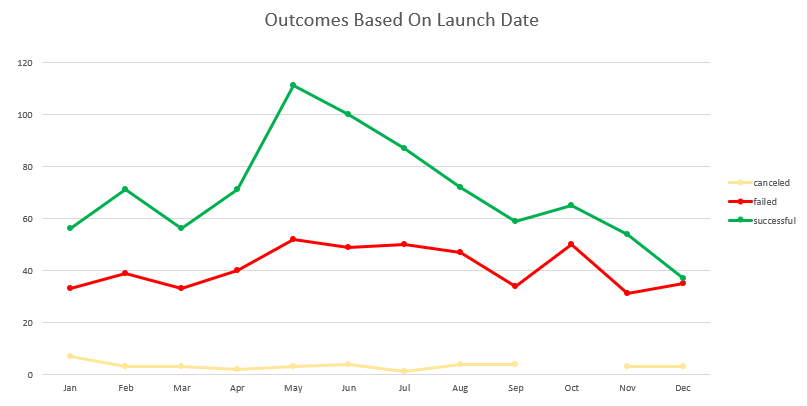 Outcomes Based On Launch Date
120
100
80
60
40
20
0
Jan Feb Mar Apr May Jun Jul Aug Sep Oct Nov Dec
canceled
failed
successful